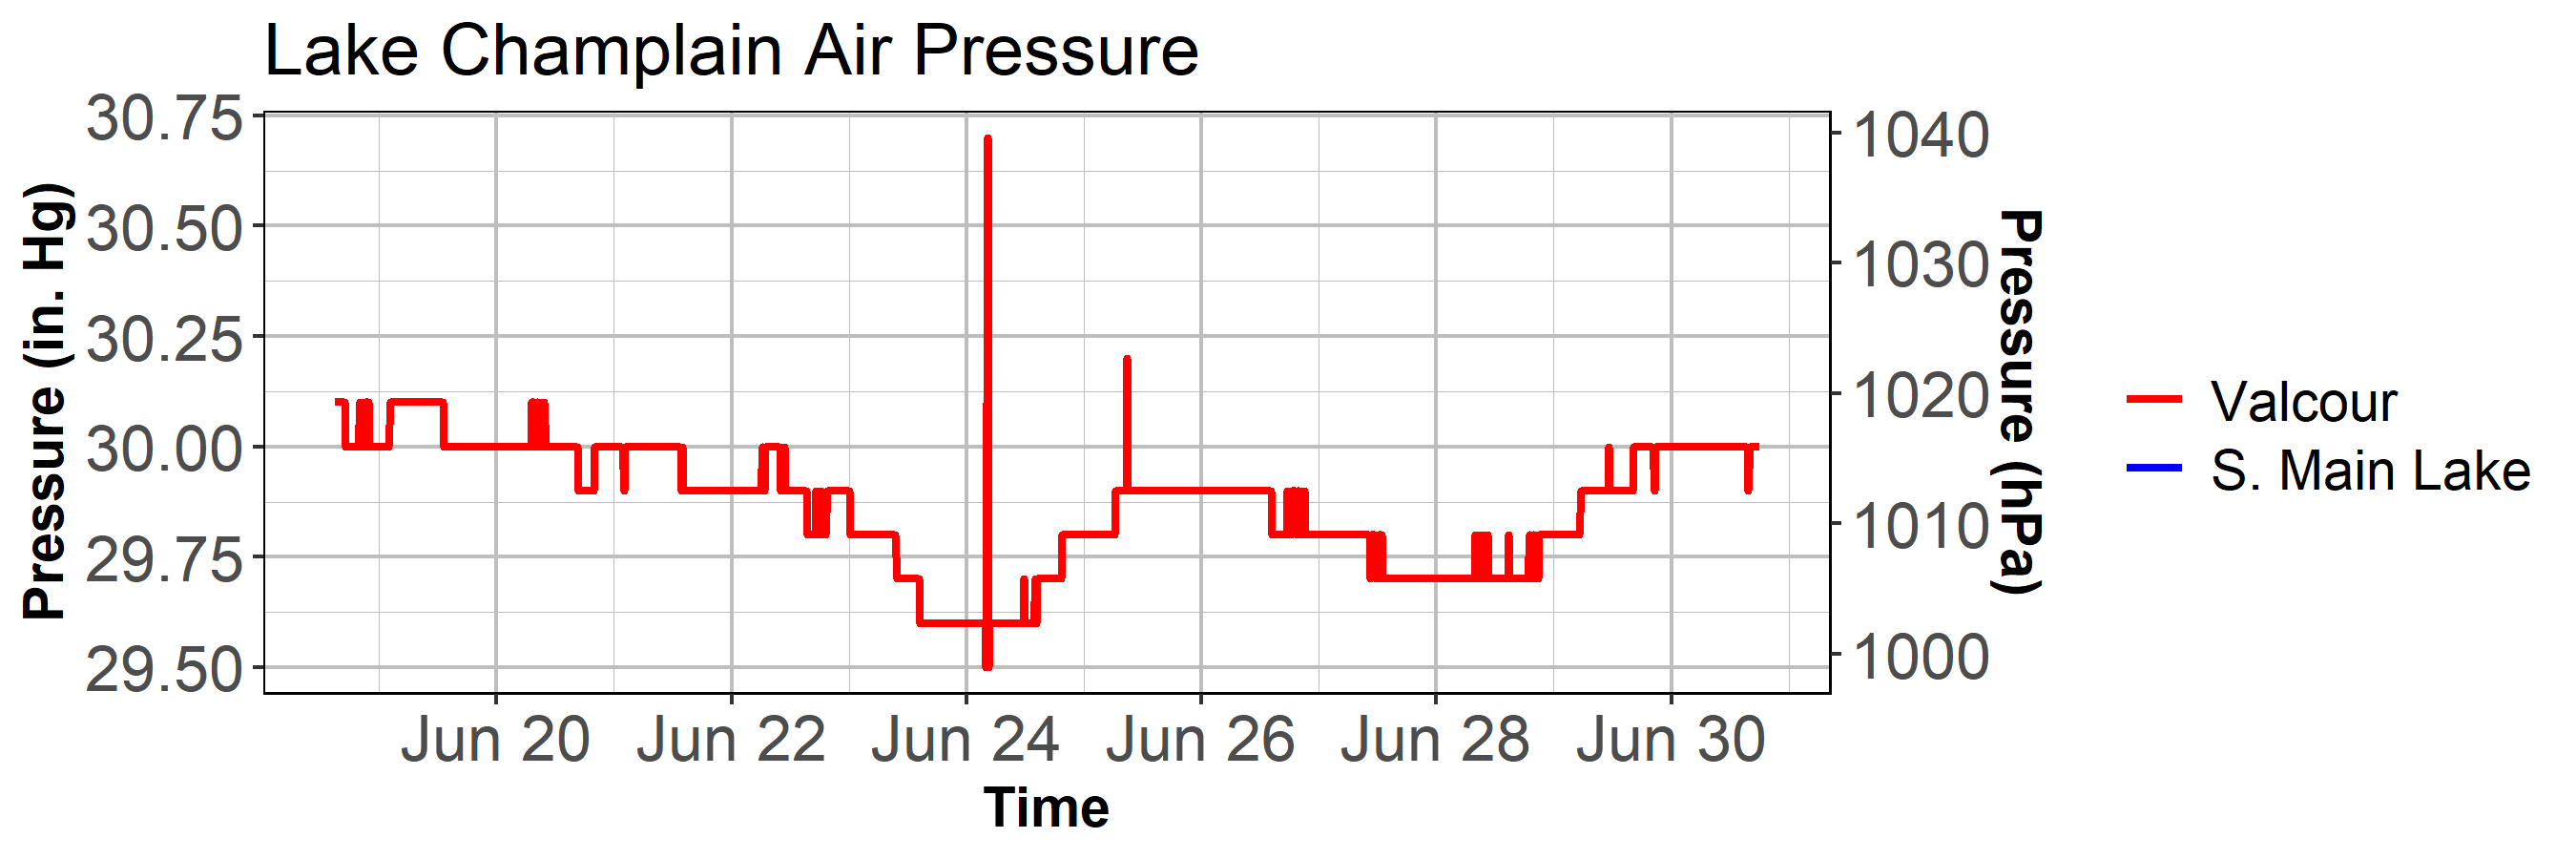 Lake Champlain Air Pressure
Pressure (in. Hg)
30.75
30.50
30.25
30.00
29.75
29.50
1040
1030
1020
1010
1000
Pressure (hPa)
Jun 20
Jun 22
Jun 24
Jun 26
Jun 28
Jun 30
Time
Valcour
S. Main Lake